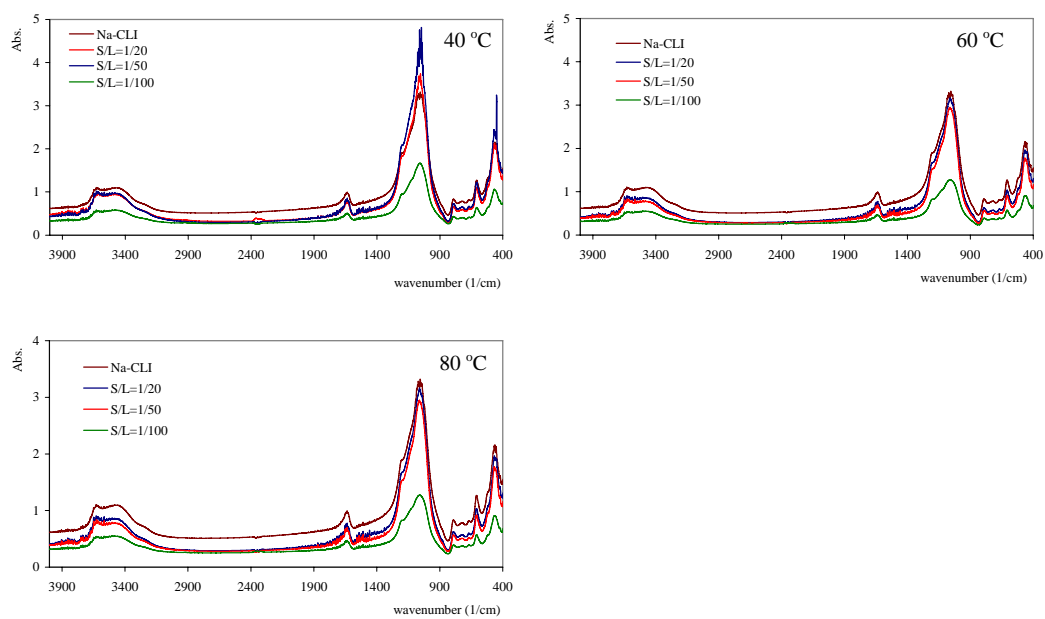 Abs.
5
4
3
2
1
0
40 °C
Na-CLI
S/L=1/20
S/L=1/50
S/L=1/100
3900 3400 2900 2400 1900 1400 900 400
wavenumber (1/cm)
Abs.
5
4
3
2
1
0
60 °C
Na-CLI
S/L=1/20
S/L=1/50
S/L=1/100
3900 3400 2900 2400 1900 1400 900 400
wavenumber (1/cm)
Abs.
4
3
2
1
0
80 °C
Na-CLI
S/L=1/20
S/L=1/50
S/L=1/100
3900 3400 2900 2400 1900 1400 900 400
wavenumber (1/cm)